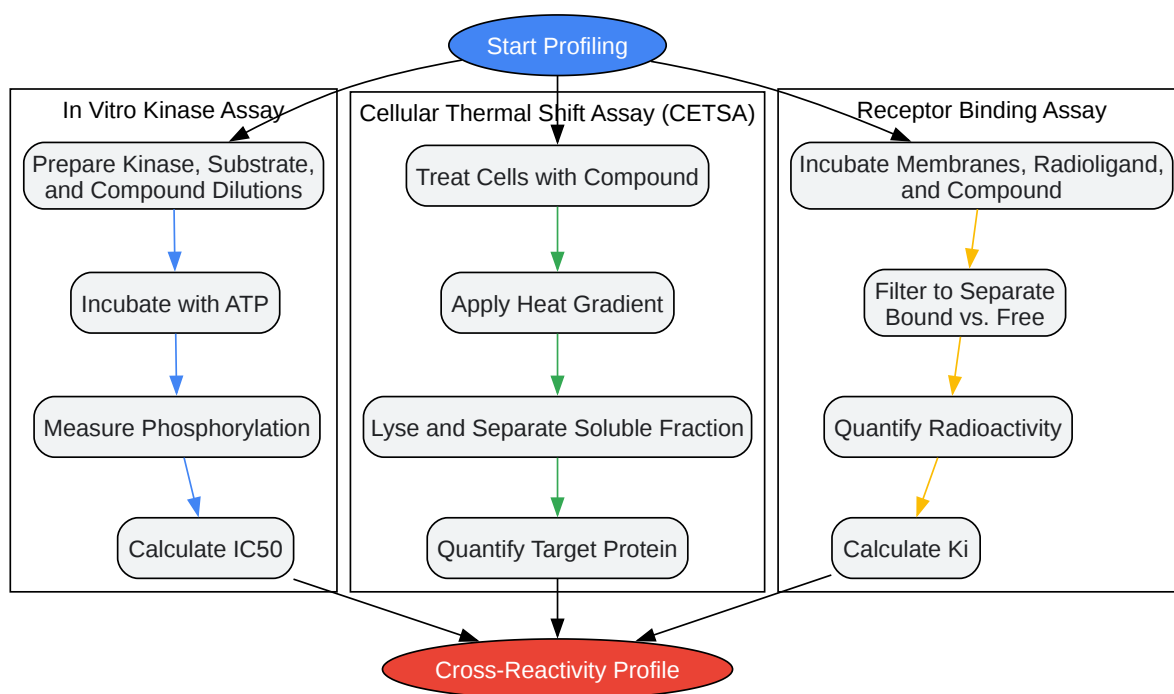 Start Profiling
In Vitro Kinase Assay
Prepare Kinase, Substrate,
and Compound Dilutions
Incubate with ATP
Measure Phosphorylation
Calculate IC50
Cellular Thermal Shift Assay (CETSA)
Treat Cells with Compound
Apply Heat Gradient
Lyse and Separate Soluble Fraction
Quantify Target Protein
Receptor Binding Assay
Incubate Membranes, Radioligand,
and Compound
Filter to Separate
Bound vs. Free
Quantify Radioactivity
Calculate Ki
Cross-Reactivity Profile